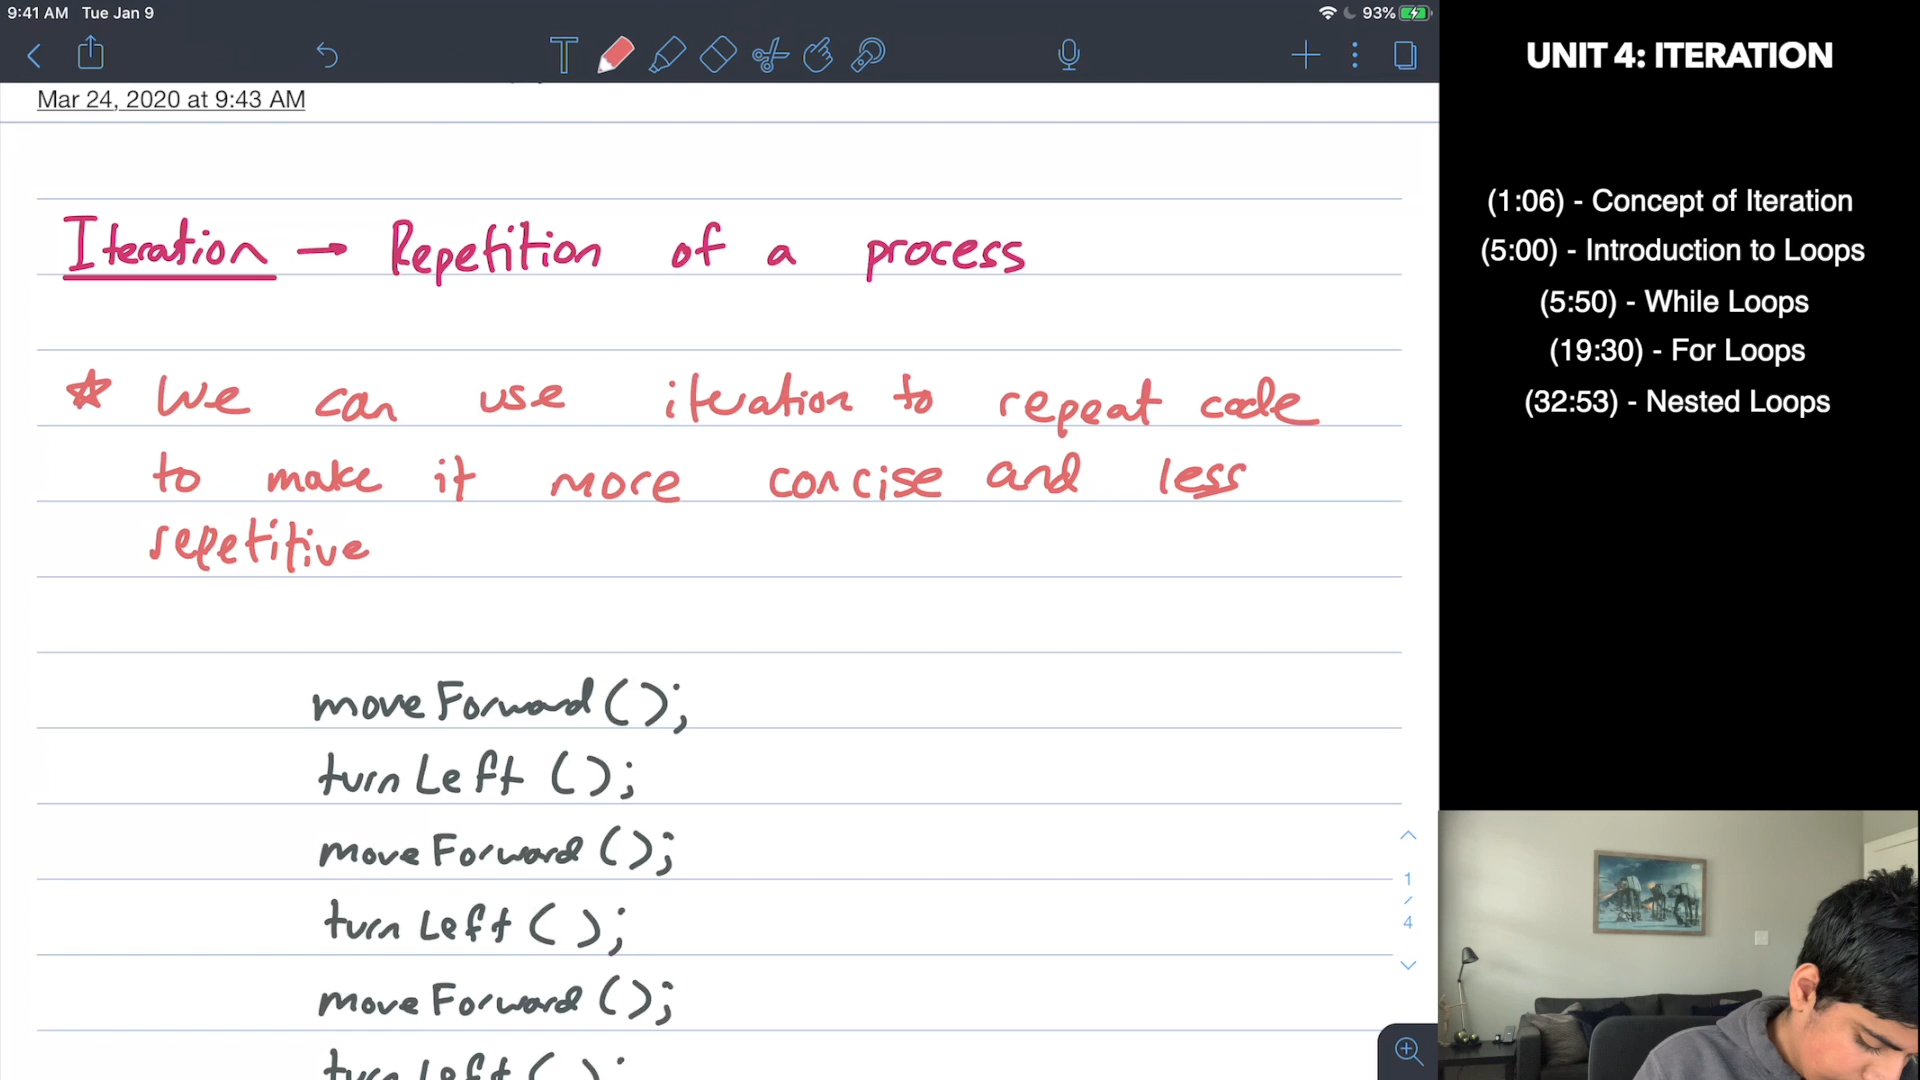 9:41 AM Tue Jan 9
93%
Mar 24, 2020 at 9:43 AM
Iteration → Repetition of a process
☆ We can use iteration to repeat code
to make it more concise and less
repetitive
moveForward();
turnLeft();
moveForward();
turnLeft();
moveForward();
turnLeft();
1
/
4
UNIT 4: ITERATION
(1:06) - Concept of Iteration
(5:00) - Introduction to Loops
(5:50) - While Loops
(19:30) - For Loops
(32:53) - Nested Loops